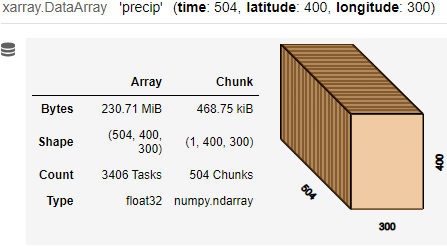 xarray.DataArray 'precip' (time: 504, latitude: 400, longitude: 300)
Array Chunk
Bytes 230.71 MiB 468.75 kiB
Shape (504, 400, 300) (1, 400, 300)
Count 3406 Tasks 504 Chunks
Type float32 numpy.ndarray
504
400
300